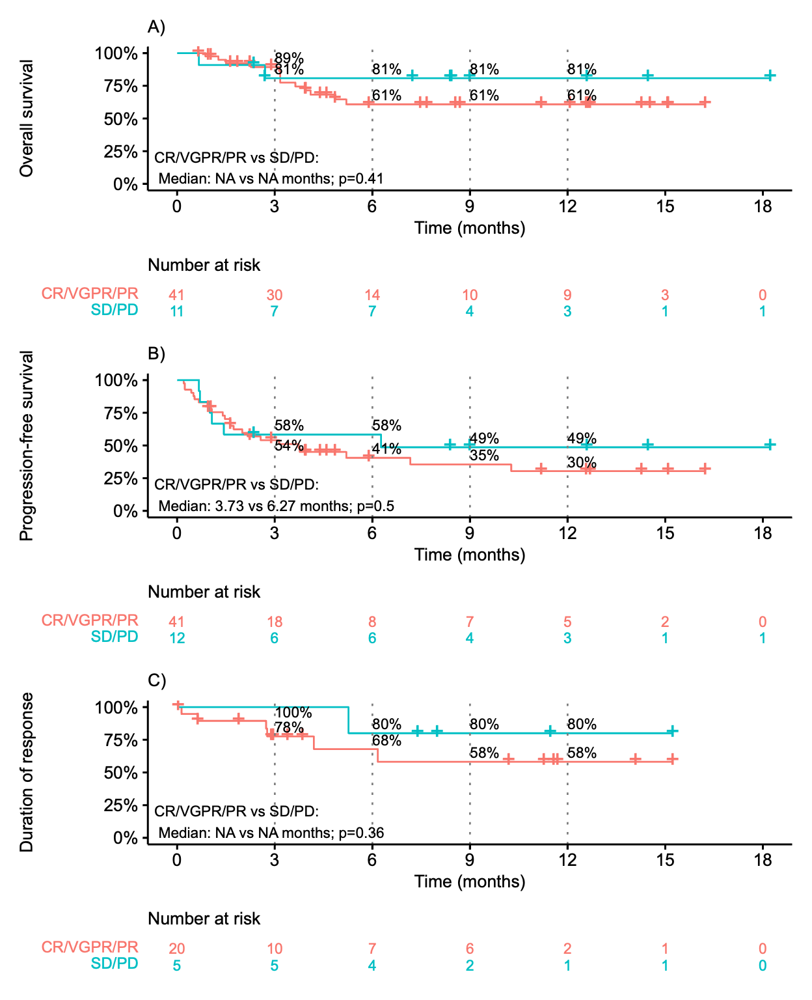 A)
Overall survival
100%
75%
50%
25%
0%
89%
81%
81%
81%
81%
61%
61%
61%
CR/VGPR/PR vs SD/PD:
Median: NA vs NA months; p=0.41
0 3 6 9 12 15 18
Time (months)
Number at risk
CR/VGPR/PR 41 30 14 10 9 3 0
SD/PD 11 7 7 4 3 1 1
B)
Progression-free survival
100%
75%
50%
25%
0%
58%
58%
49%
49%
54%
41%
35%
30%
CR/VGPR/PR vs SD/PD:
Median: 3.73 vs 6.27 months; p=0.5
0 3 6 9 12 15 18
Time (months)
Number at risk
CR/VGPR/PR 41 18 8 7 5 2 0
SD/PD 12 6 6 4 3 1 1
C)
Duration of response
100%
75%
50%
25%
0%
100%
78%
80%
80%
80%
68%
58%
58%
CR/VGPR/PR vs SD/PD:
Median: NA vs NA months; p=0.36
0 3 6 9 12 15 18
Time (months)
Number at risk
CR/VGPR/PR 20 10 7 6 2 1 0
SD/PD 5 5 4 2 1 1 0